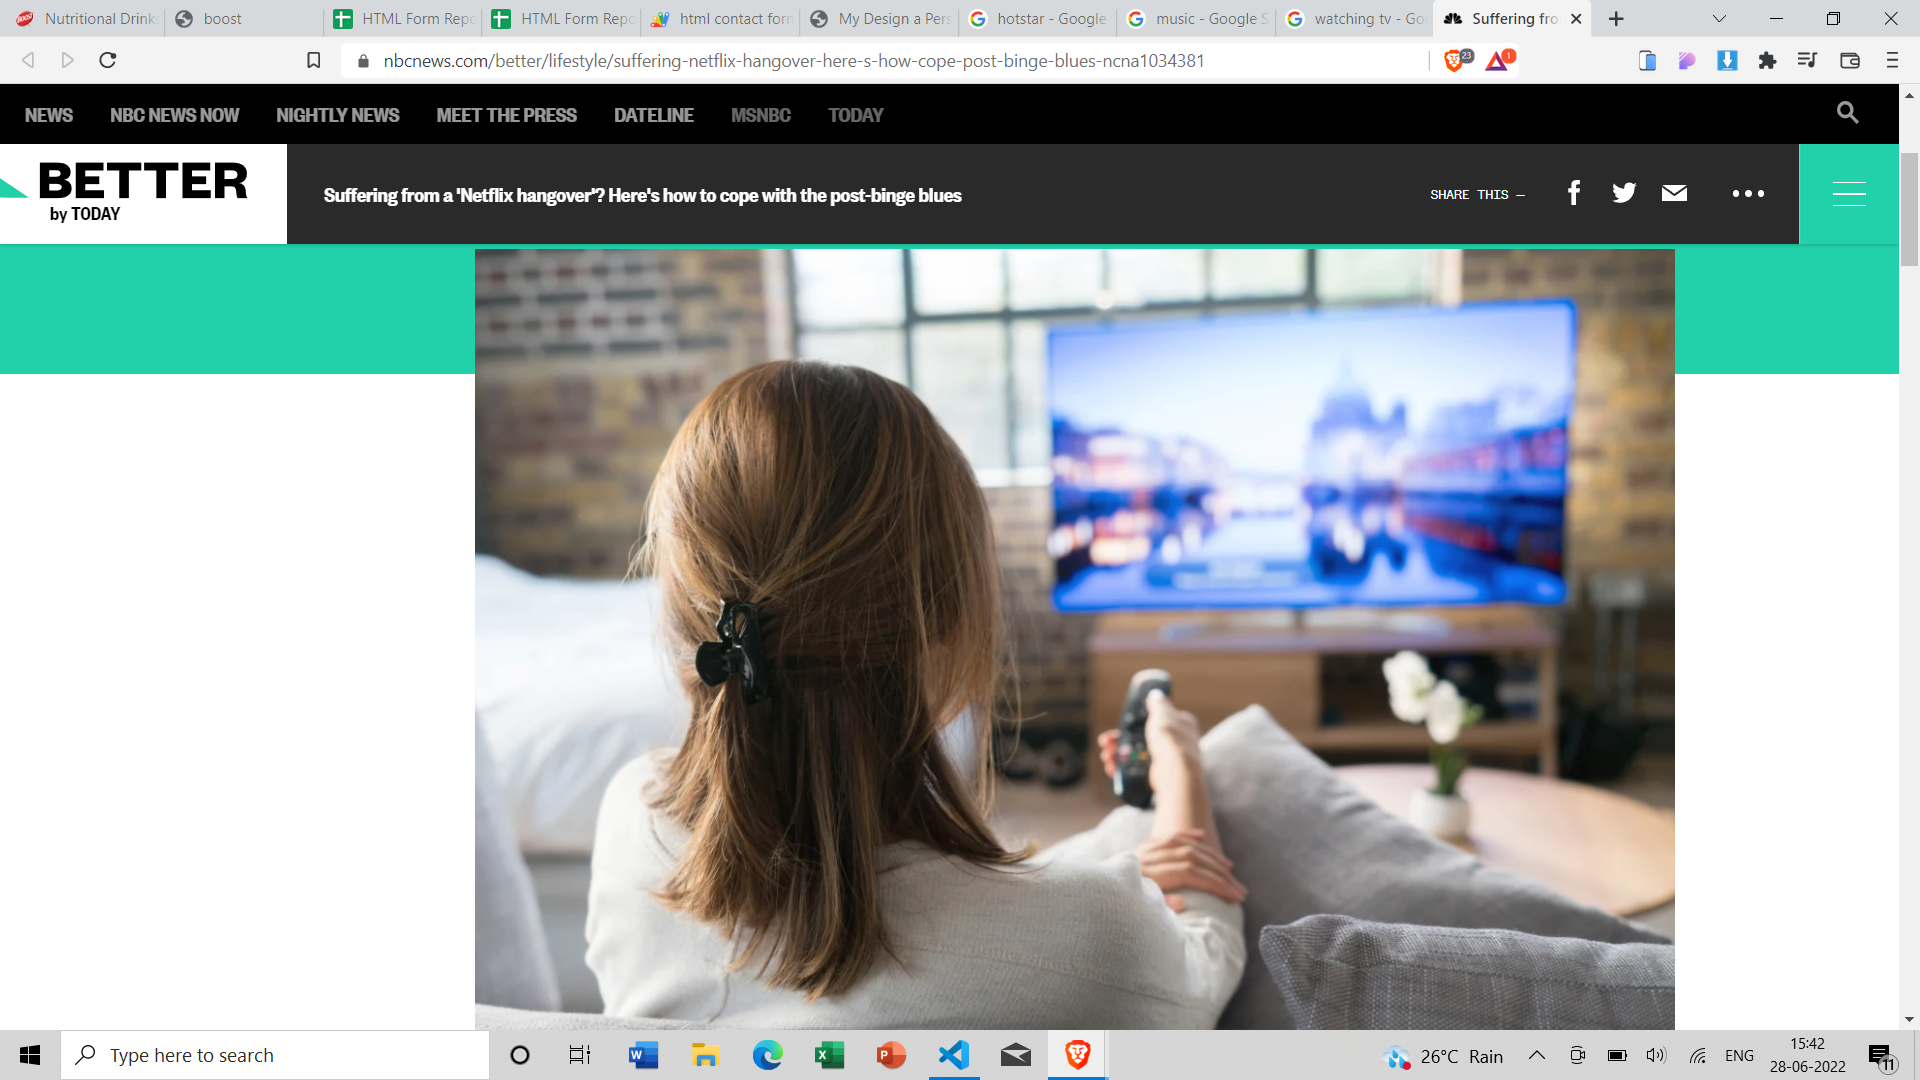 Nutritional Drink
boost
HTML Form Repo
HTML Form Repo
html contact form
My Design a Pers
hotstar - Google
music - Google S
watching tv - Go
Suffering fro
nbcnews.com/better/lifestyle/suffering-netflix-hangover-here-s-how-cope-post-binge-blues-ncna1034381
23
1
NEWS NBC NEWS NOW NIGHTLY NEWS MEET THE PRESS DATELINE MSNBC TODAY
BETTER
by TODAY
Suffering from a 'Netflix hangover'? Here's how to cope with the post-binge blues
SHARE THIS —
Type here to search
26°C Rain
ENG
15:42
28-06-2022
11